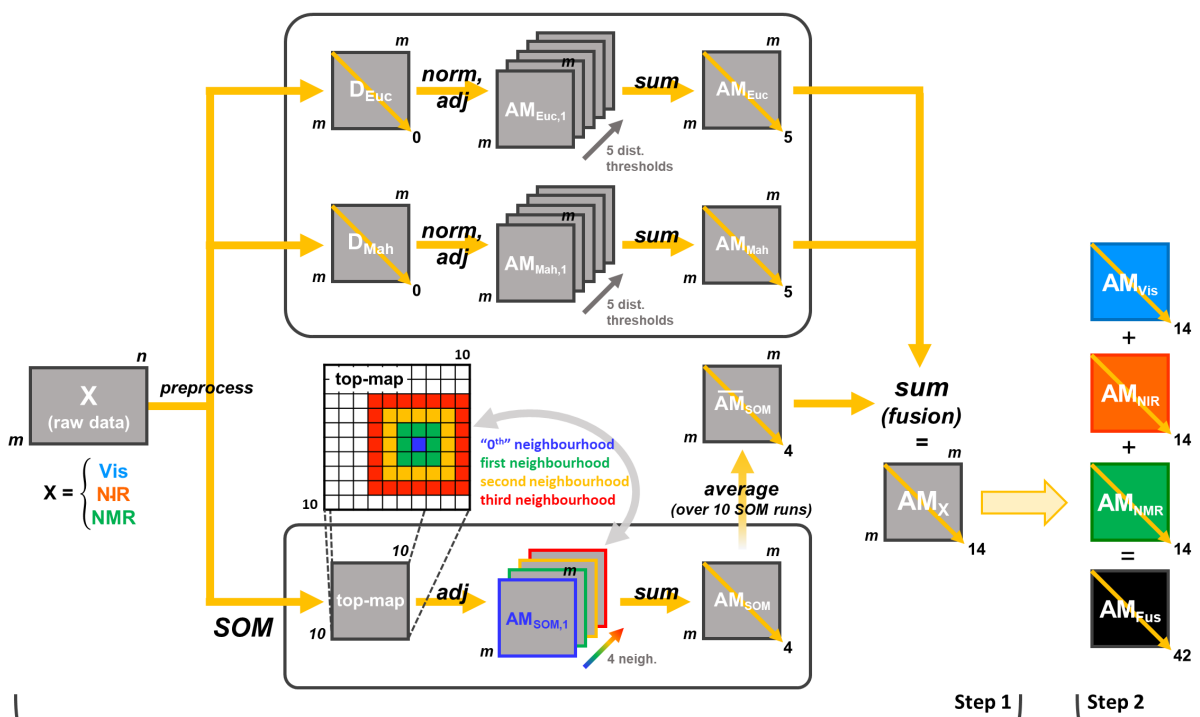 m
D_Euc
m
0
norm,
adj
m
AM_Euc,1
m
5 dist.
thresholds
sum
m
AM_Euc
m
5
m
D_Mah
m
0
norm,
adj
m
AM_Mah,1
m
5 dist.
thresholds
sum
m
AM_Mah
m
5
n
X
(raw data)
m
preprocess
X = { Vis
NIR
NMR
10
top-map
10
"0th" neighbourhood
first neighbourhood
second neighbourhood
third neighbourhood
m
AM_SOM
4
average
(over 10 SOM runs)
sum
(fusion)
=
m
AM_X
m
14
SOM
10
top-map
10
adj
m
AM_SOM,1
m
4 neigh.
sum
m
AM_SOM
m
4
AM_Vis
14
+
AM_NIR
14
+
AM_NMR
14
=
AM_Fus
42
Step 1
Step 2